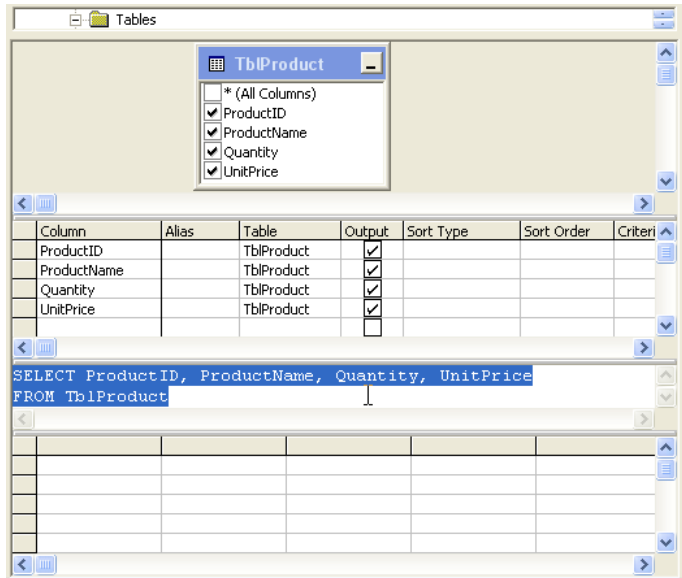 Tables
TblProduct
* (All Columns)
ProductID
ProductName
Quantity
UnitPrice
Column Alias Table Output Sort Type Sort Order Criteri
ProductID TblProduct
ProductName TblProduct
Quantity TblProduct
UnitPrice TblProduct
SELECT ProductID, ProductName, Quantity, UnitPrice
FROM TblProduct